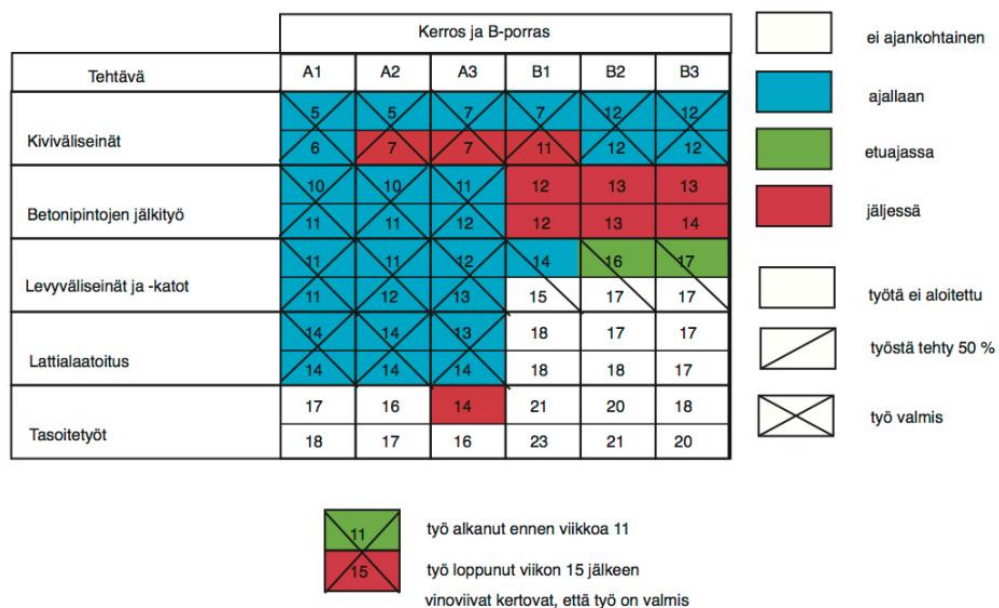 Kerros ja B-porras
Tehtävä A1 A2 A3 B1 B2 B3
Kiviväliseinät
5 5 7 7 12 12
6 7 7 11 12 12
Betonipintojen jälkityö
10 10 11 12 13 13
11 11 12 12 13 14
Levyväliseinät ja -katot
11 11 12 14 16 17
11 12 13 15 17 17
Lattialaatoitus
14 14 13 18 17 17
14 14 14 18 18 17
Tasoitetyöt
17 16 14 21 20 18
18 17 16 23 21 20
ei ajankohtainen
ajallaan
etuajassa
jäljessä
työtä ei aloitettu
työstä tehty 50 %
työ valmis
11 työ alkanut ennen viikkoa 11
15 työ loppunut viikon 15 jälkeen
vinoviivat kertovat, että työ on valmis